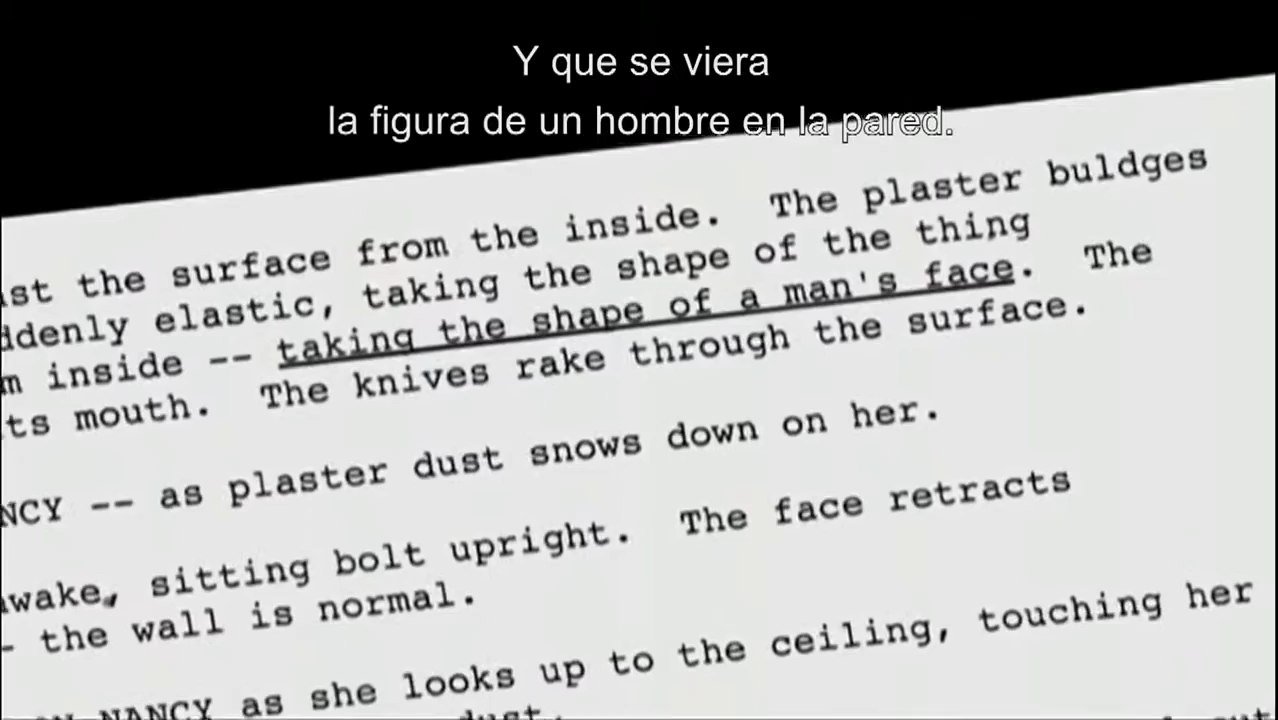 Y que se viera
la figura de un hombre en la pared.
the surface from the inside. The plaster buldges
elastic, taking the shape of the thing
inside -- taking the shape of a man's face. The
mouth. The knives rake through the surface.
-- as plaster dust snows down on her.
sitting bolt upright. The face retracts
- the wall is normal.
NANCY as she looks up to the ceiling, touching her
dust.